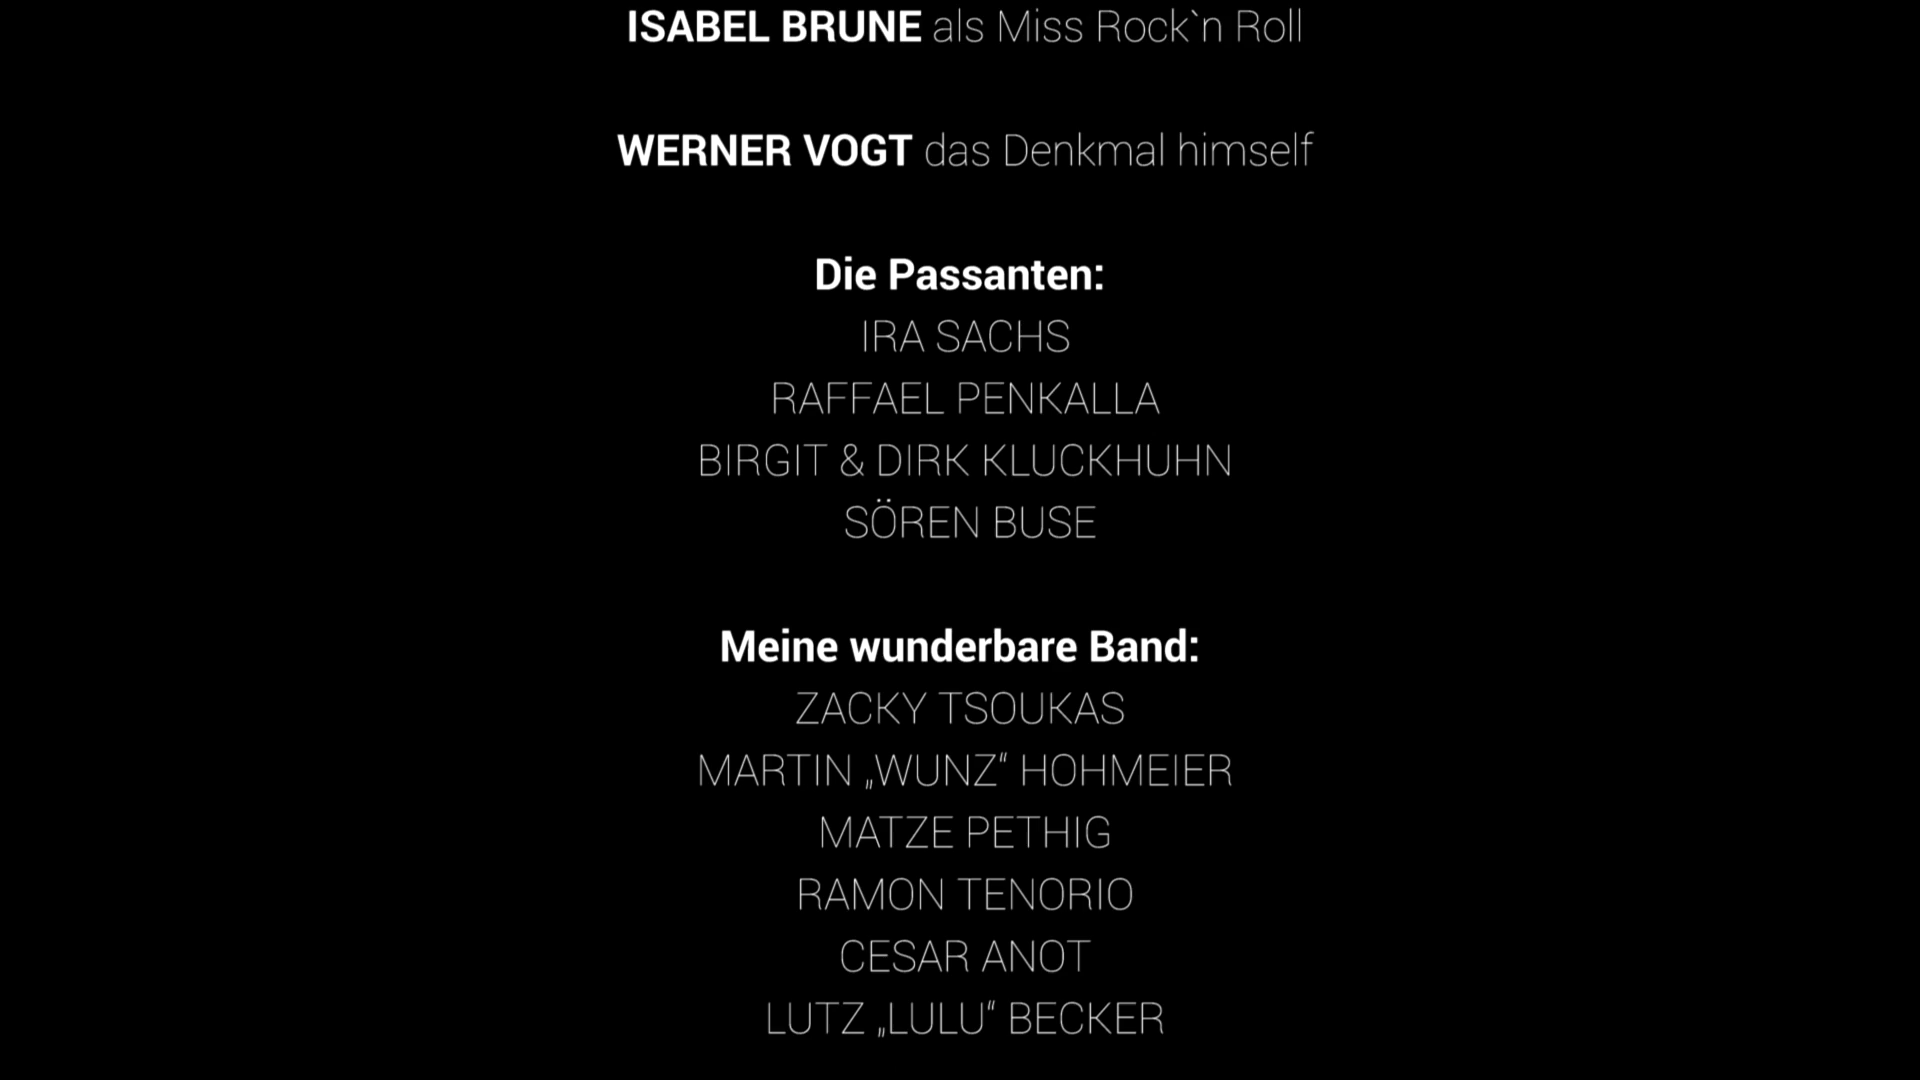 ISABEL BRUNE als Miss Rock`n Roll
WERNER VOGT das Denkmal himself
Die Passanten:
IRA SACHS
RAFFAEL PENKALLA
BIRGIT & DIRK KLUCKHUHN
SÖREN BUSE
Meine wunderbare Band:
ZACKY TSOUKAS
MARTIN „WUNZ“ HOHMEIER
MATZE PETHIG
RAMON TENORIO
CESAR ANOT
LUTZ „LULU“ BECKER